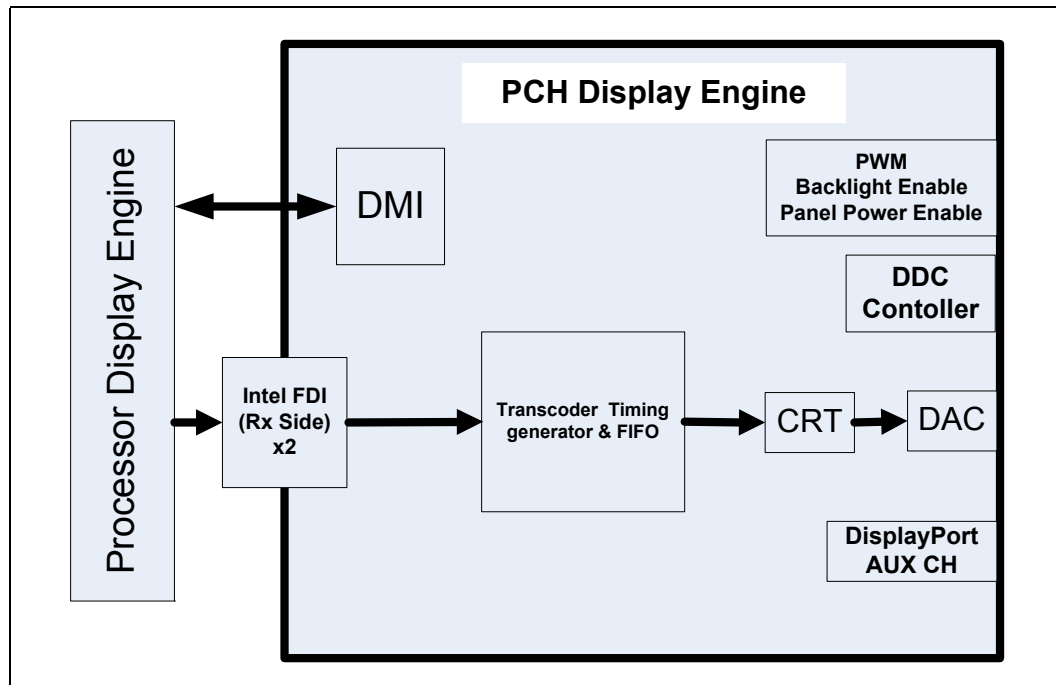 PCH Display Engine
Processor Display Engine
DMI
PWM
Backlight Enable
Panel Power Enable
DDC
Contoller
Intel FDI
(Rx Side)
x2
Transcoder Timing
generator & FIFO
CRT
DAC
DisplayPort
AUX CH